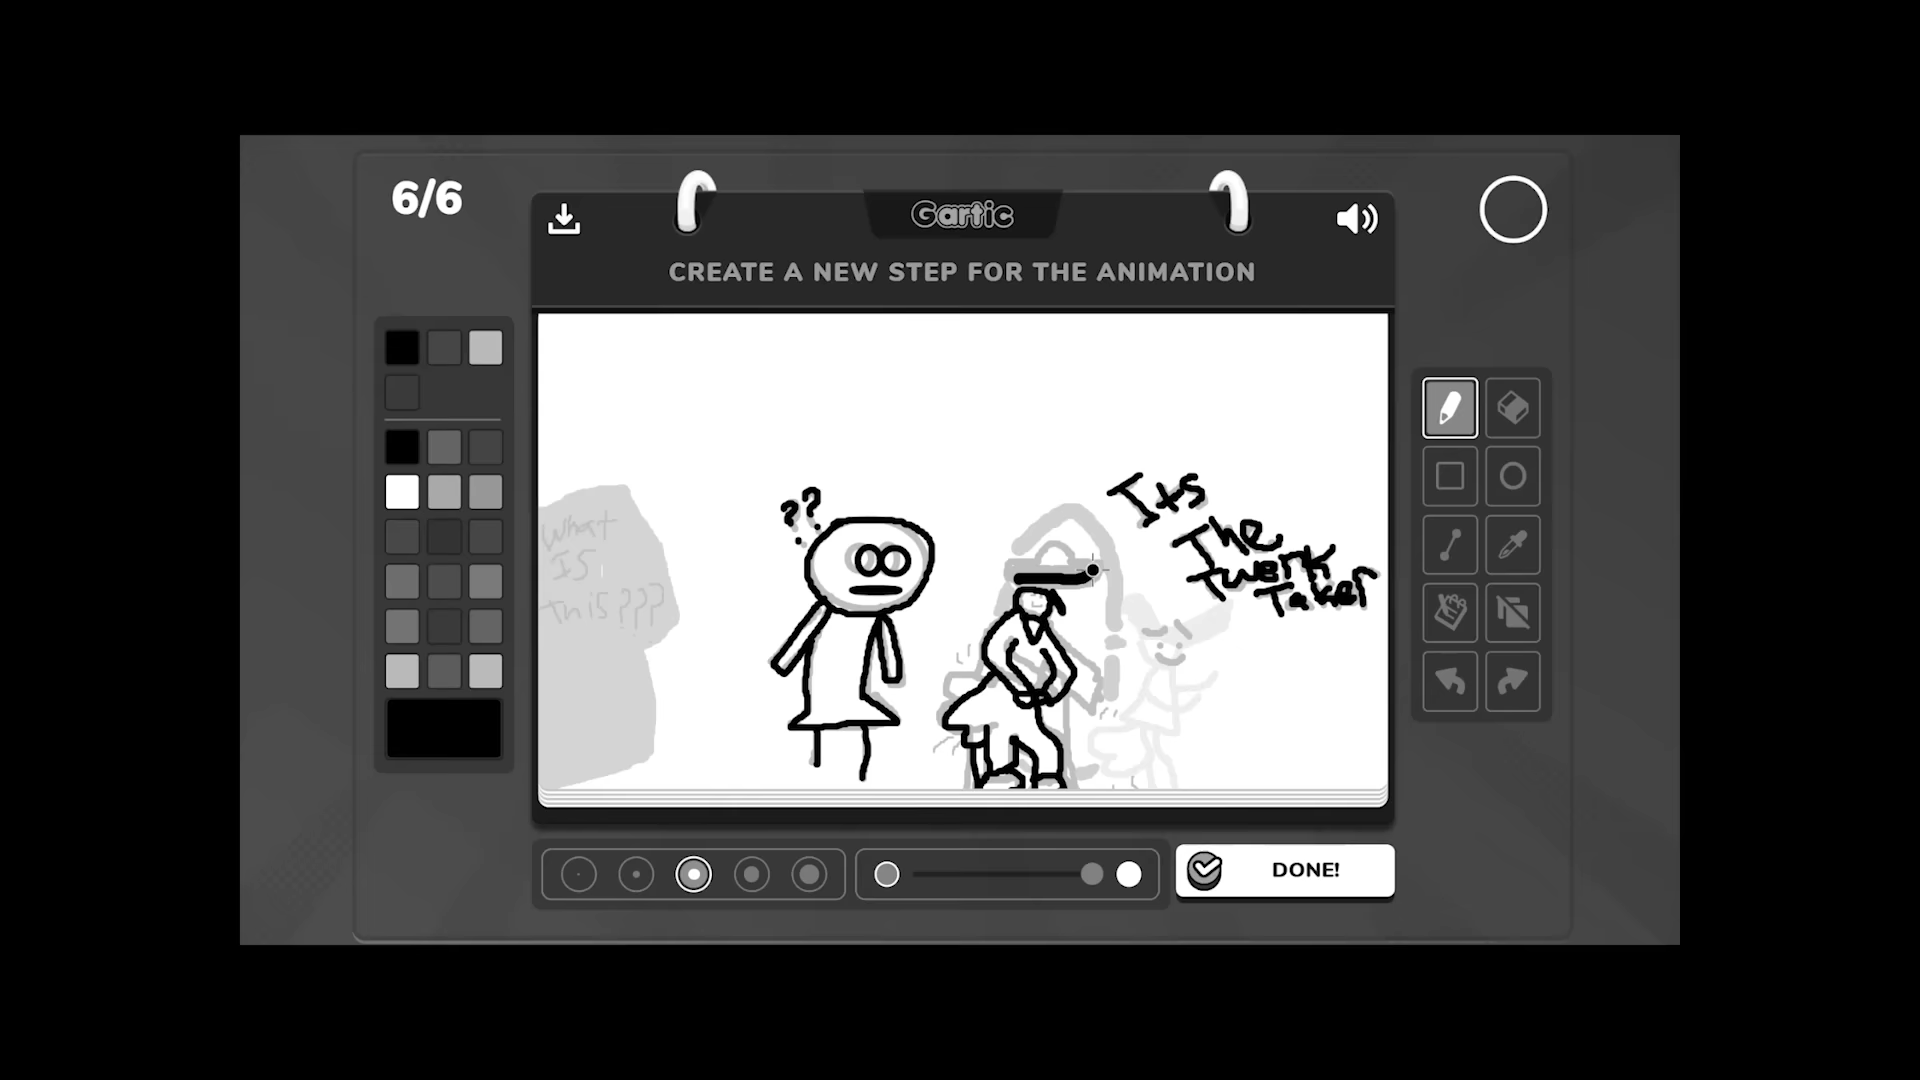 6/6
Gartic
CREATE A NEW STEP FOR THE ANIMATION
What
IS
This???
??
Its
The
Twerk
Taker
DONE!